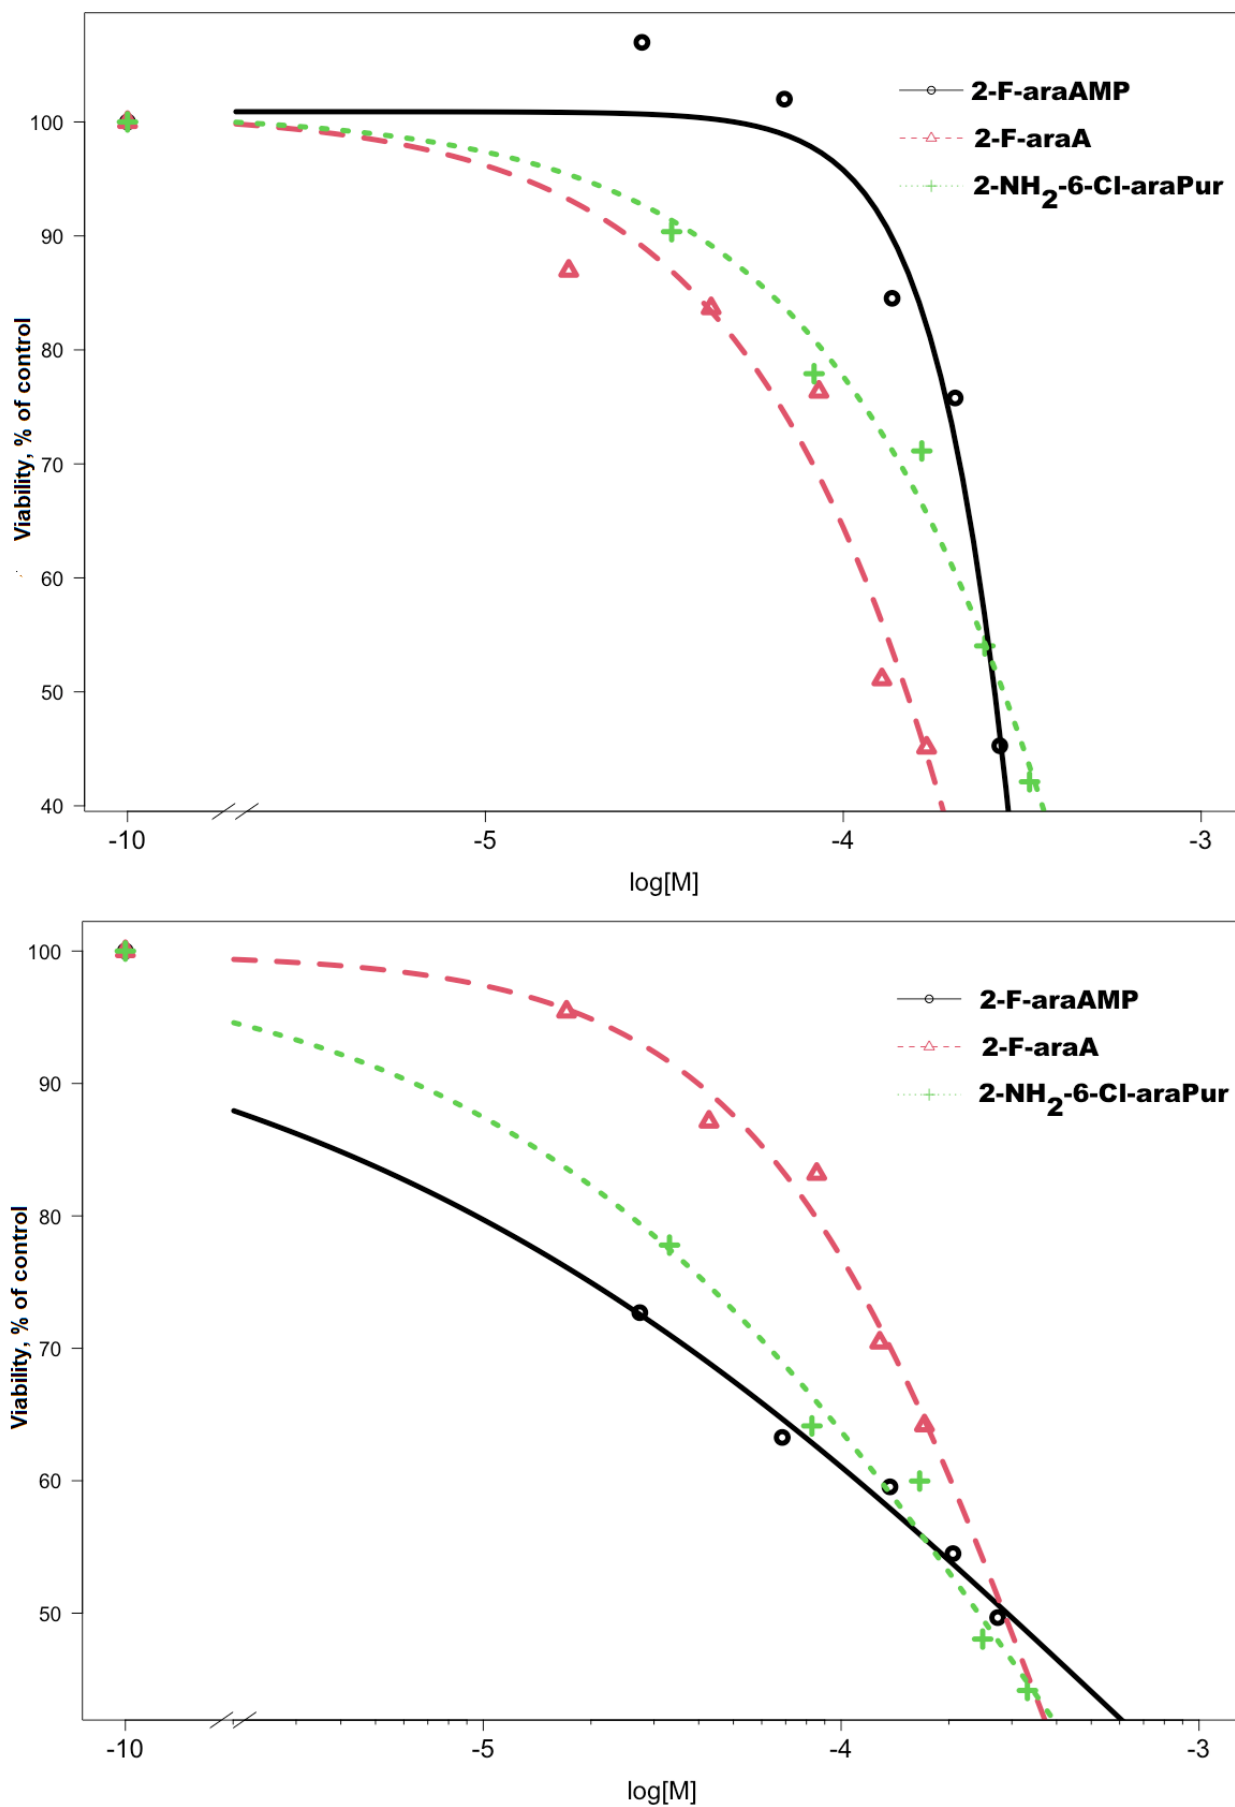 2-F-araAMP
2-F-araA
2-NH2-6-Cl-araPur
Viability, % of control
100
90
80
70
60
50
40
-10
-5
-4
-3
log[M]
2-F-araAMP
2-F-araA
2-NH2-6-Cl-araPur
Viability, % of control
100
90
80
70
60
50
-10
-5
-4
-3
log[M]